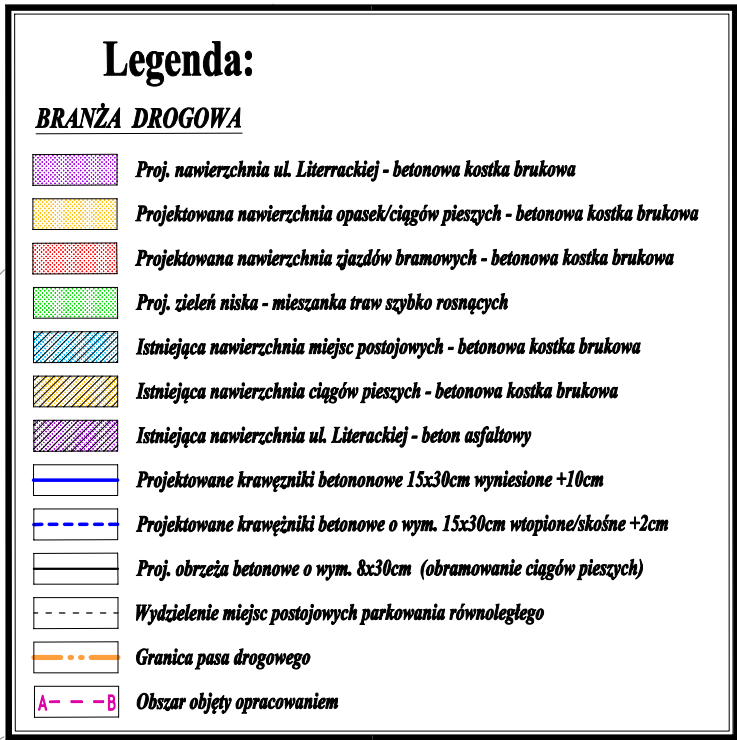 Legenda:
BRANŻA DROGOWA
Proj. nawierzchnia ul. Literrackiej - betonowa kostka brukowa
Projektowana nawierzchnia opasek/ciągów pieszych - betonowa kostka brukowa
Projektowana nawierzchnia zjazdów bramowych - betonowa kostka brukowa
Proj. zieleń niska - mieszanka traw szybko rosnących
Istniejąca nawierzchnia miejsc postojowych - betonowa kostka brukowa
Istniejąca nawierzchnia ciągów pieszych - betonowa kostka brukowa
Istniejąca nawierzchnia ul. Literackiej - beton asfaltowy
Projektowane krawęzniki betononowe 15x30cm wyniesione +10cm
Projektowane krawężniki betonowe o wym. 15x30cm wtopione/skośne +2cm
Proj. obrzeża betonowe o wym. 8x30cm (obramowanie ciągów pieszych)
Wydzielenie miejsc postojowych parkowania równoległego
Granica pasa drogowego
A B Obszar objęty opracowaniem